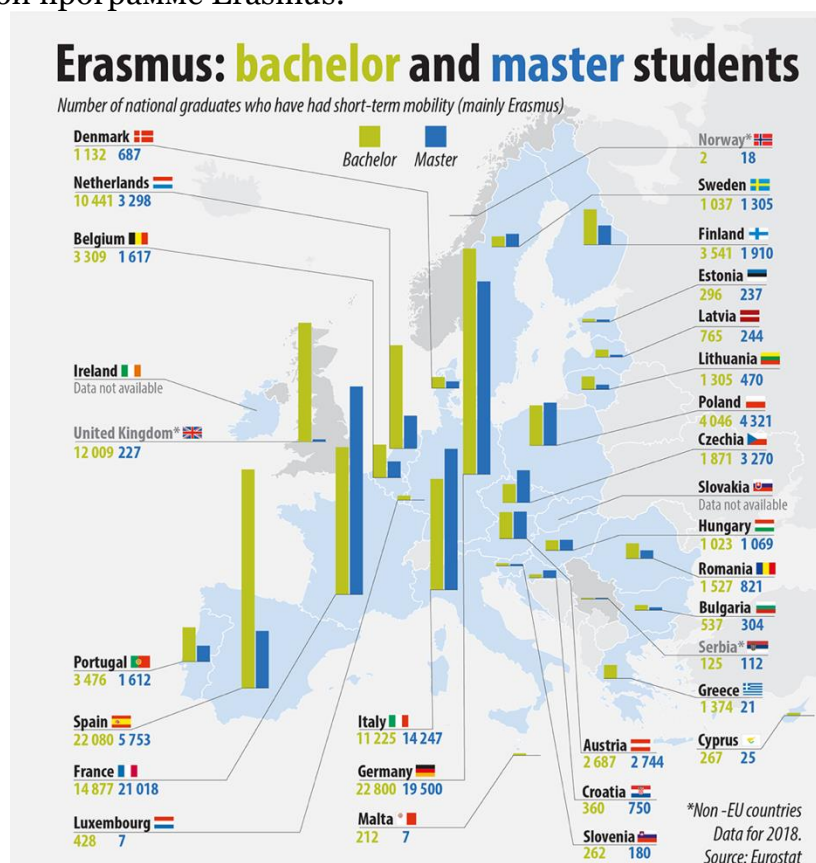 программе Erasmus.
Erasmus: bachelor and master students
Number of national graduates who have had short-term mobility (mainly Erasmus)
Bachelor Master
Denmark
1 132 687
Netherlands
10 441 3 298
Belgium
3 309 1 617
Ireland
Data not available
United Kingdom*
12 009 227
Portugal
3 476 1 612
Spain
22 080 5 753
France
14 877 21 018
Luxembourg
428 7
Italy
11 225 14 247
Germany
22 800 19 500
Malta
212 7
Norway*
2 18
Sweden
1 037 1 305
Finland
3 541 1 910
Estonia
296 237
Latvia
765 244
Lithuania
1 305 470
Poland
4 046 4 321
Czechia
1 871 3 270
Slovakia
Data not available
Hungary
1 023 1 069
Romania
1 527 821
Bulgaria
537 304
Serbia*
125 112
Greece
1 374 21
Cyprus
267 25
Austria
2 687 2 744
Croatia
360 750
Slovenia
262 180
*Non -EU countries
Data for 2018.
Source: Eurostat